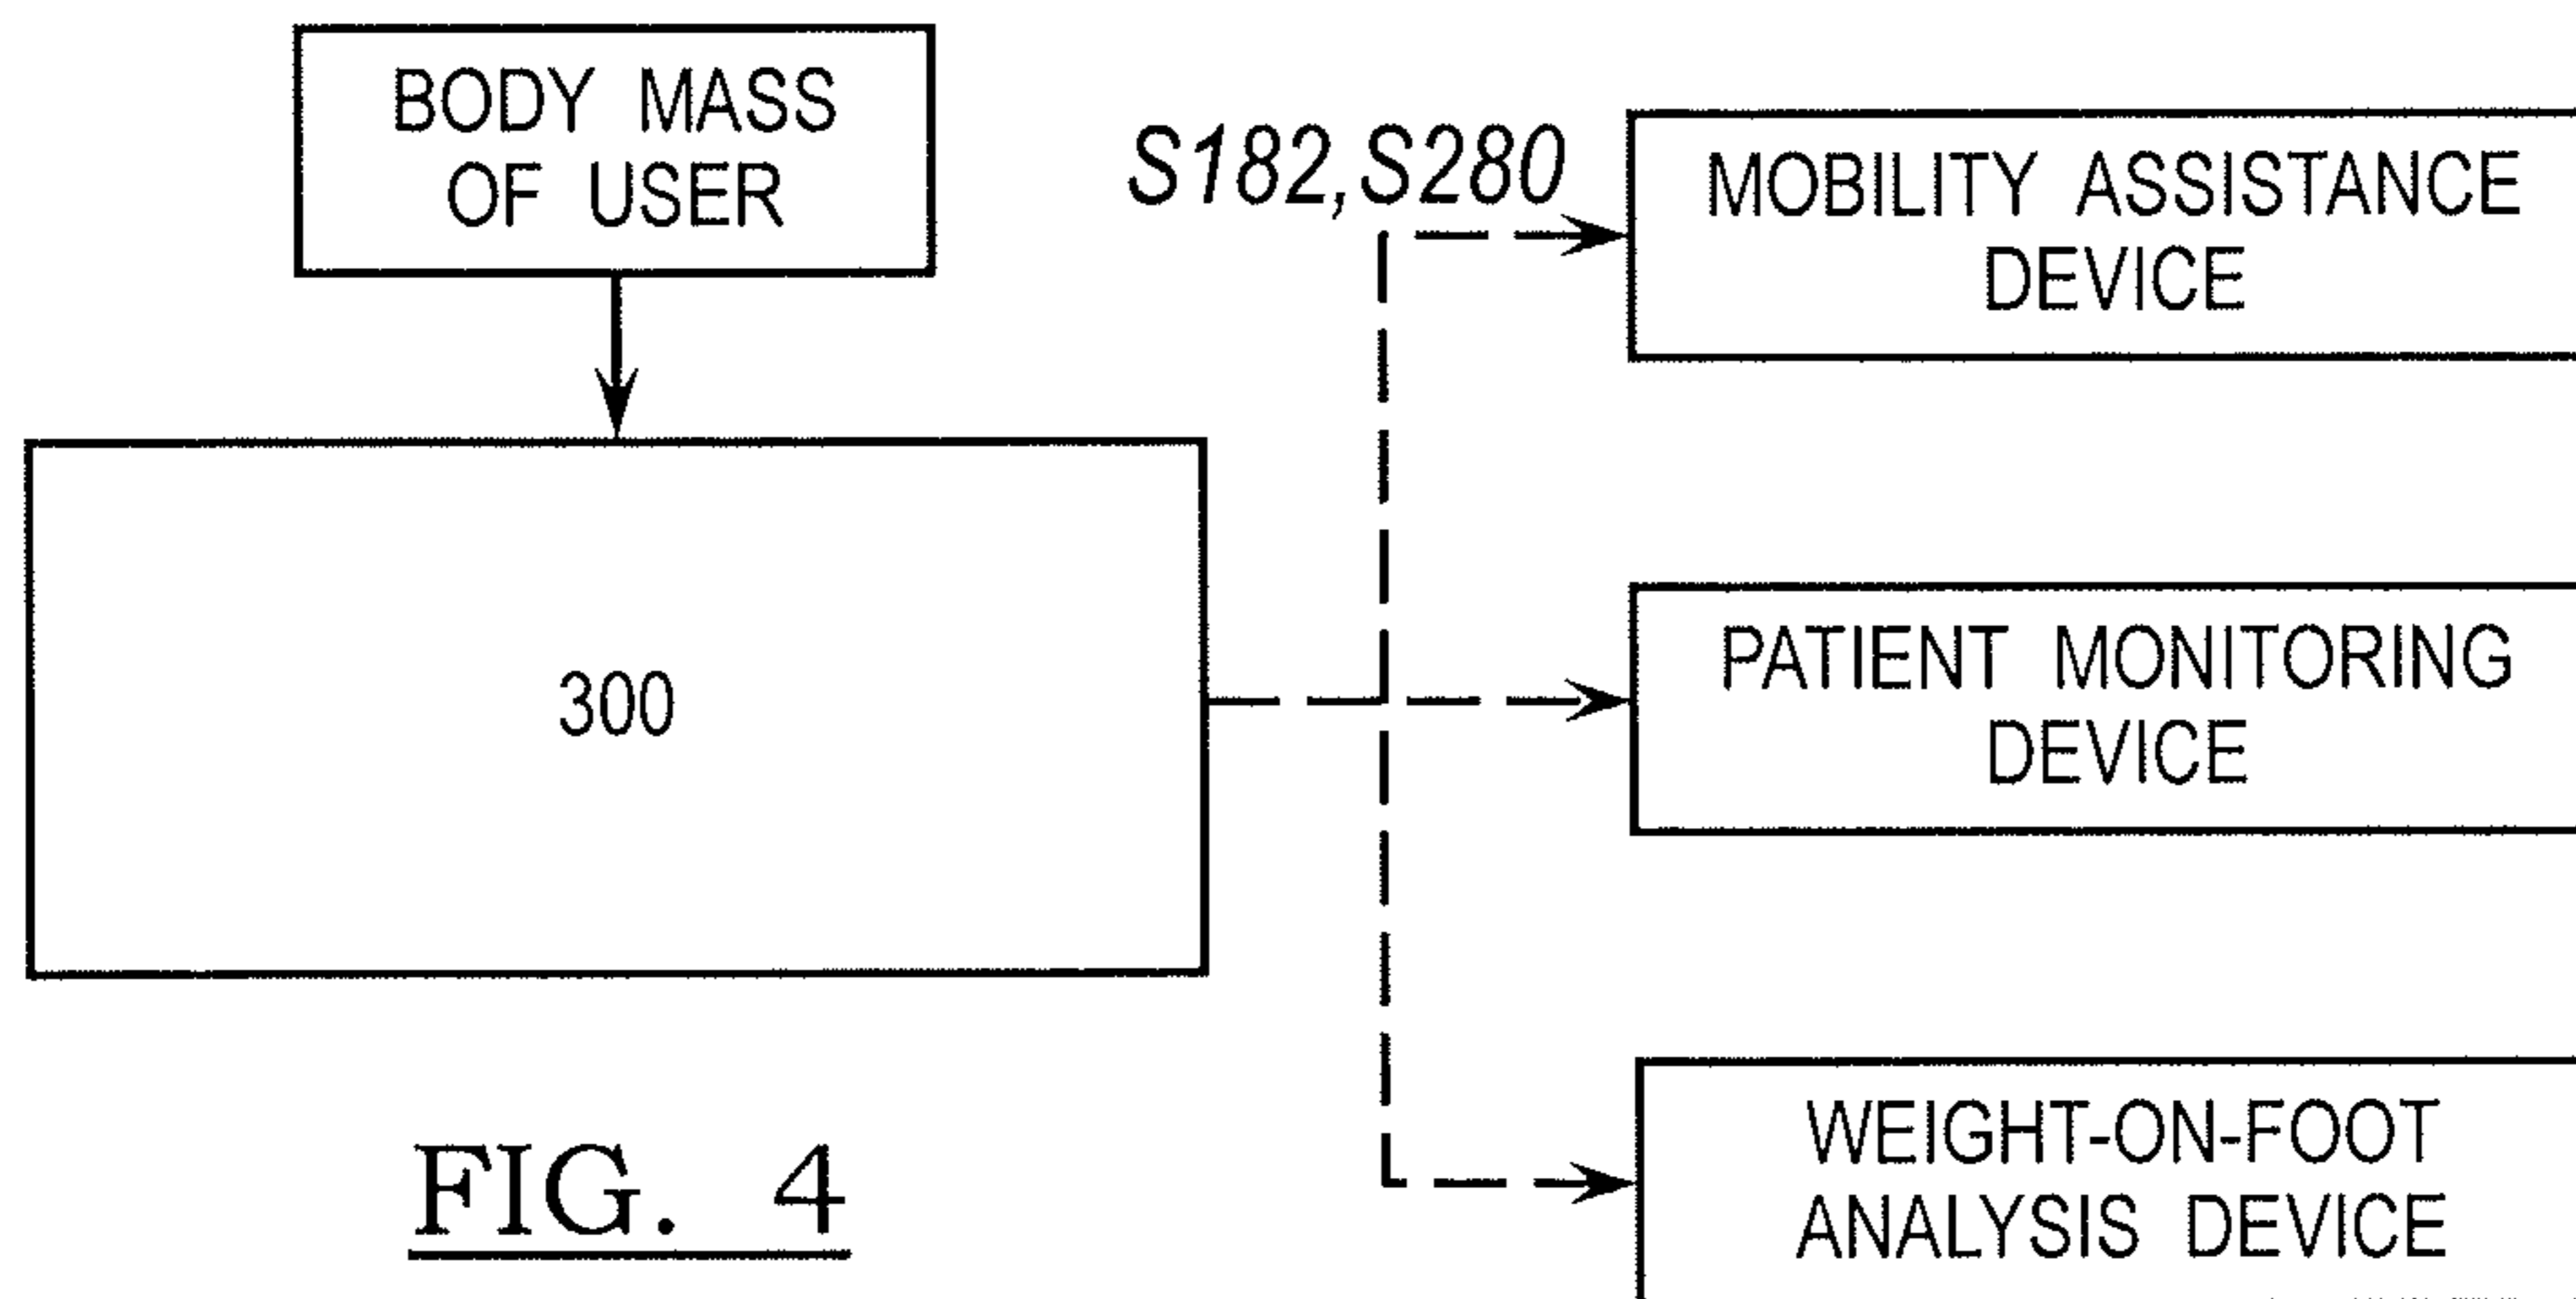 BODY MASS
OF USER
S182,S280
MOBILITY ASSISTANCE
DEVICE
300
PATIENT MONITORING
DEVICE
WEIGHT-ON-FOOT
ANALYSIS DEVICE
FIG. 4